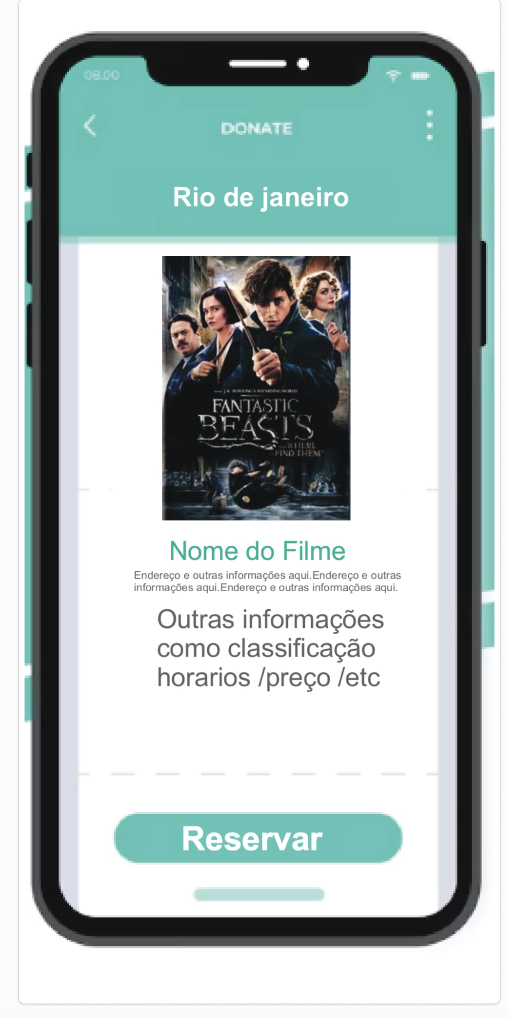 08.00
DONATE
Rio de janeiro
J.K. ROWLING'S WIZARDING WORLD
FANTASTIC
BEASTS
AND WHERE
TO FIND THEM
Nome do Filme
Endereço e outras informações aqui.Endereço e outras
informações aqui.Endereço e outras informações aqui.
Outras informações
como classificação
horarios /preço /etc
Reservar